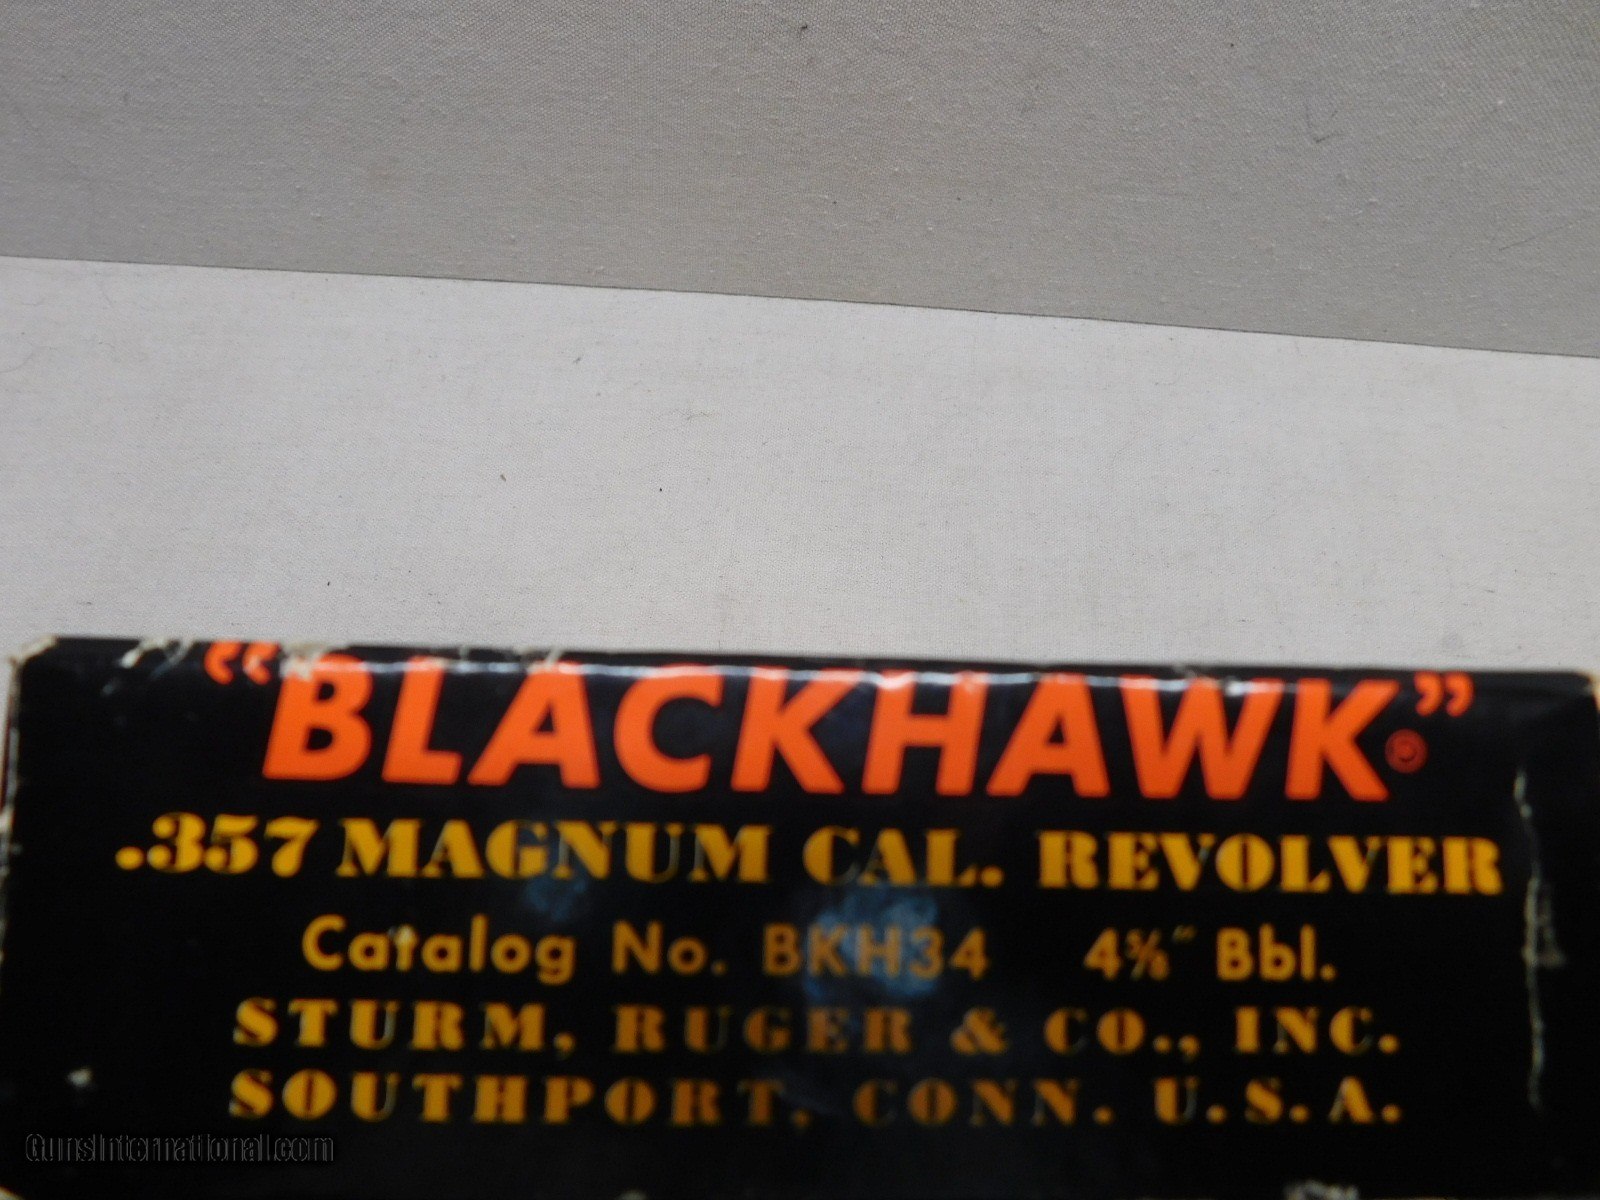 "BLACKHAWK"®
.357 MAGNUM CAL. REVOLVER
Catalog No. BKH34 4⅝" Bbl.
STURM, RUGER & CO., INC.
SOUTHPORT, CONN. U.S.A.
GunsInternational.com